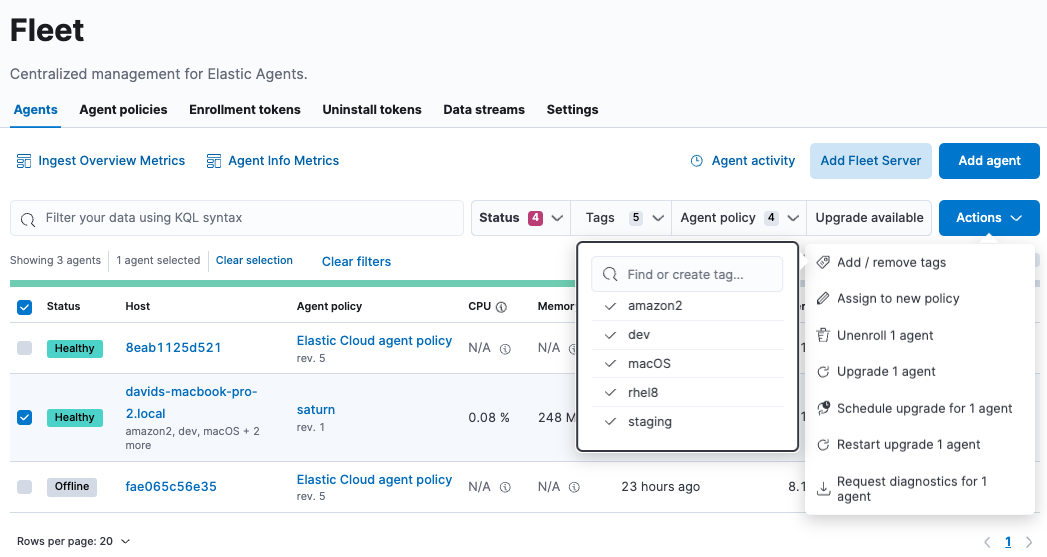 Fleet
Centralized management for Elastic Agents.
Agents Agent policies Enrollment tokens Uninstall tokens Data streams Settings
Ingest Overview Metrics Agent Info Metrics Agent activity Add Fleet Server Add agent
Filter your data using KQL syntax Status 4 Tags 5 Agent policy 4 Upgrade available Actions
Showing 3 agents 1 agent selected Clear selection Clear filters
Status Host Agent policy CPU
Healthy 8eab1125d521 Elastic Cloud agent policy N/A N/A
rev. 5
Healthy davids-macbook-pro-
2.local saturn 0.08 % 248
amazon2, dev, macOS + 2
more
rev. 1
Offline fae065c56e35 Elastic Cloud agent policy N/A N/A 23 hours ago
rev. 5
Find or create tag...
amazon2
dev
macOS
rhel8
staging
Add / remove tags
Assign to new policy
Unenroll 1 agent
Upgrade 1 agent
Schedule upgrade for 1 agent
Restart upgrade 1 agent
Request diagnostics for 1
agent
Rows per page: 20 1